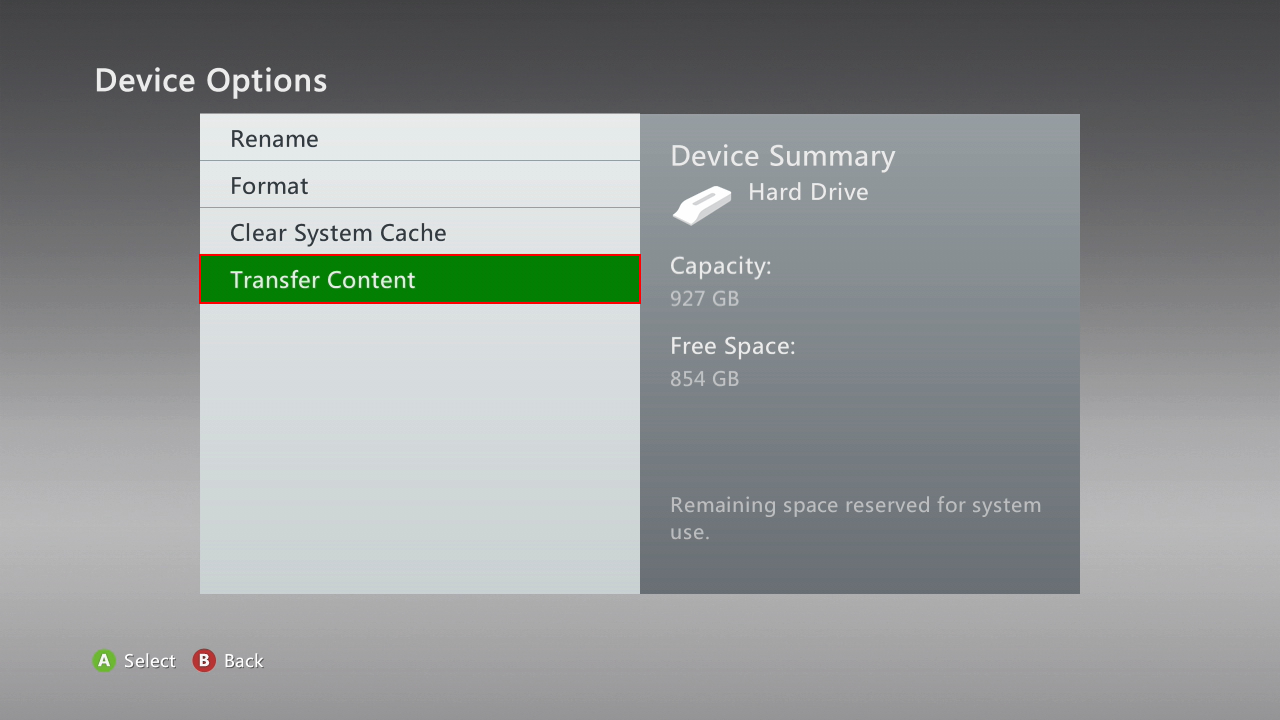 Device Options
Rename
Format
Clear System Cache
Transfer Content
Device Summary
Hard Drive
Capacity:
927 GB
Free Space:
854 GB
Remaining space reserved for system
use.
A Select B Back